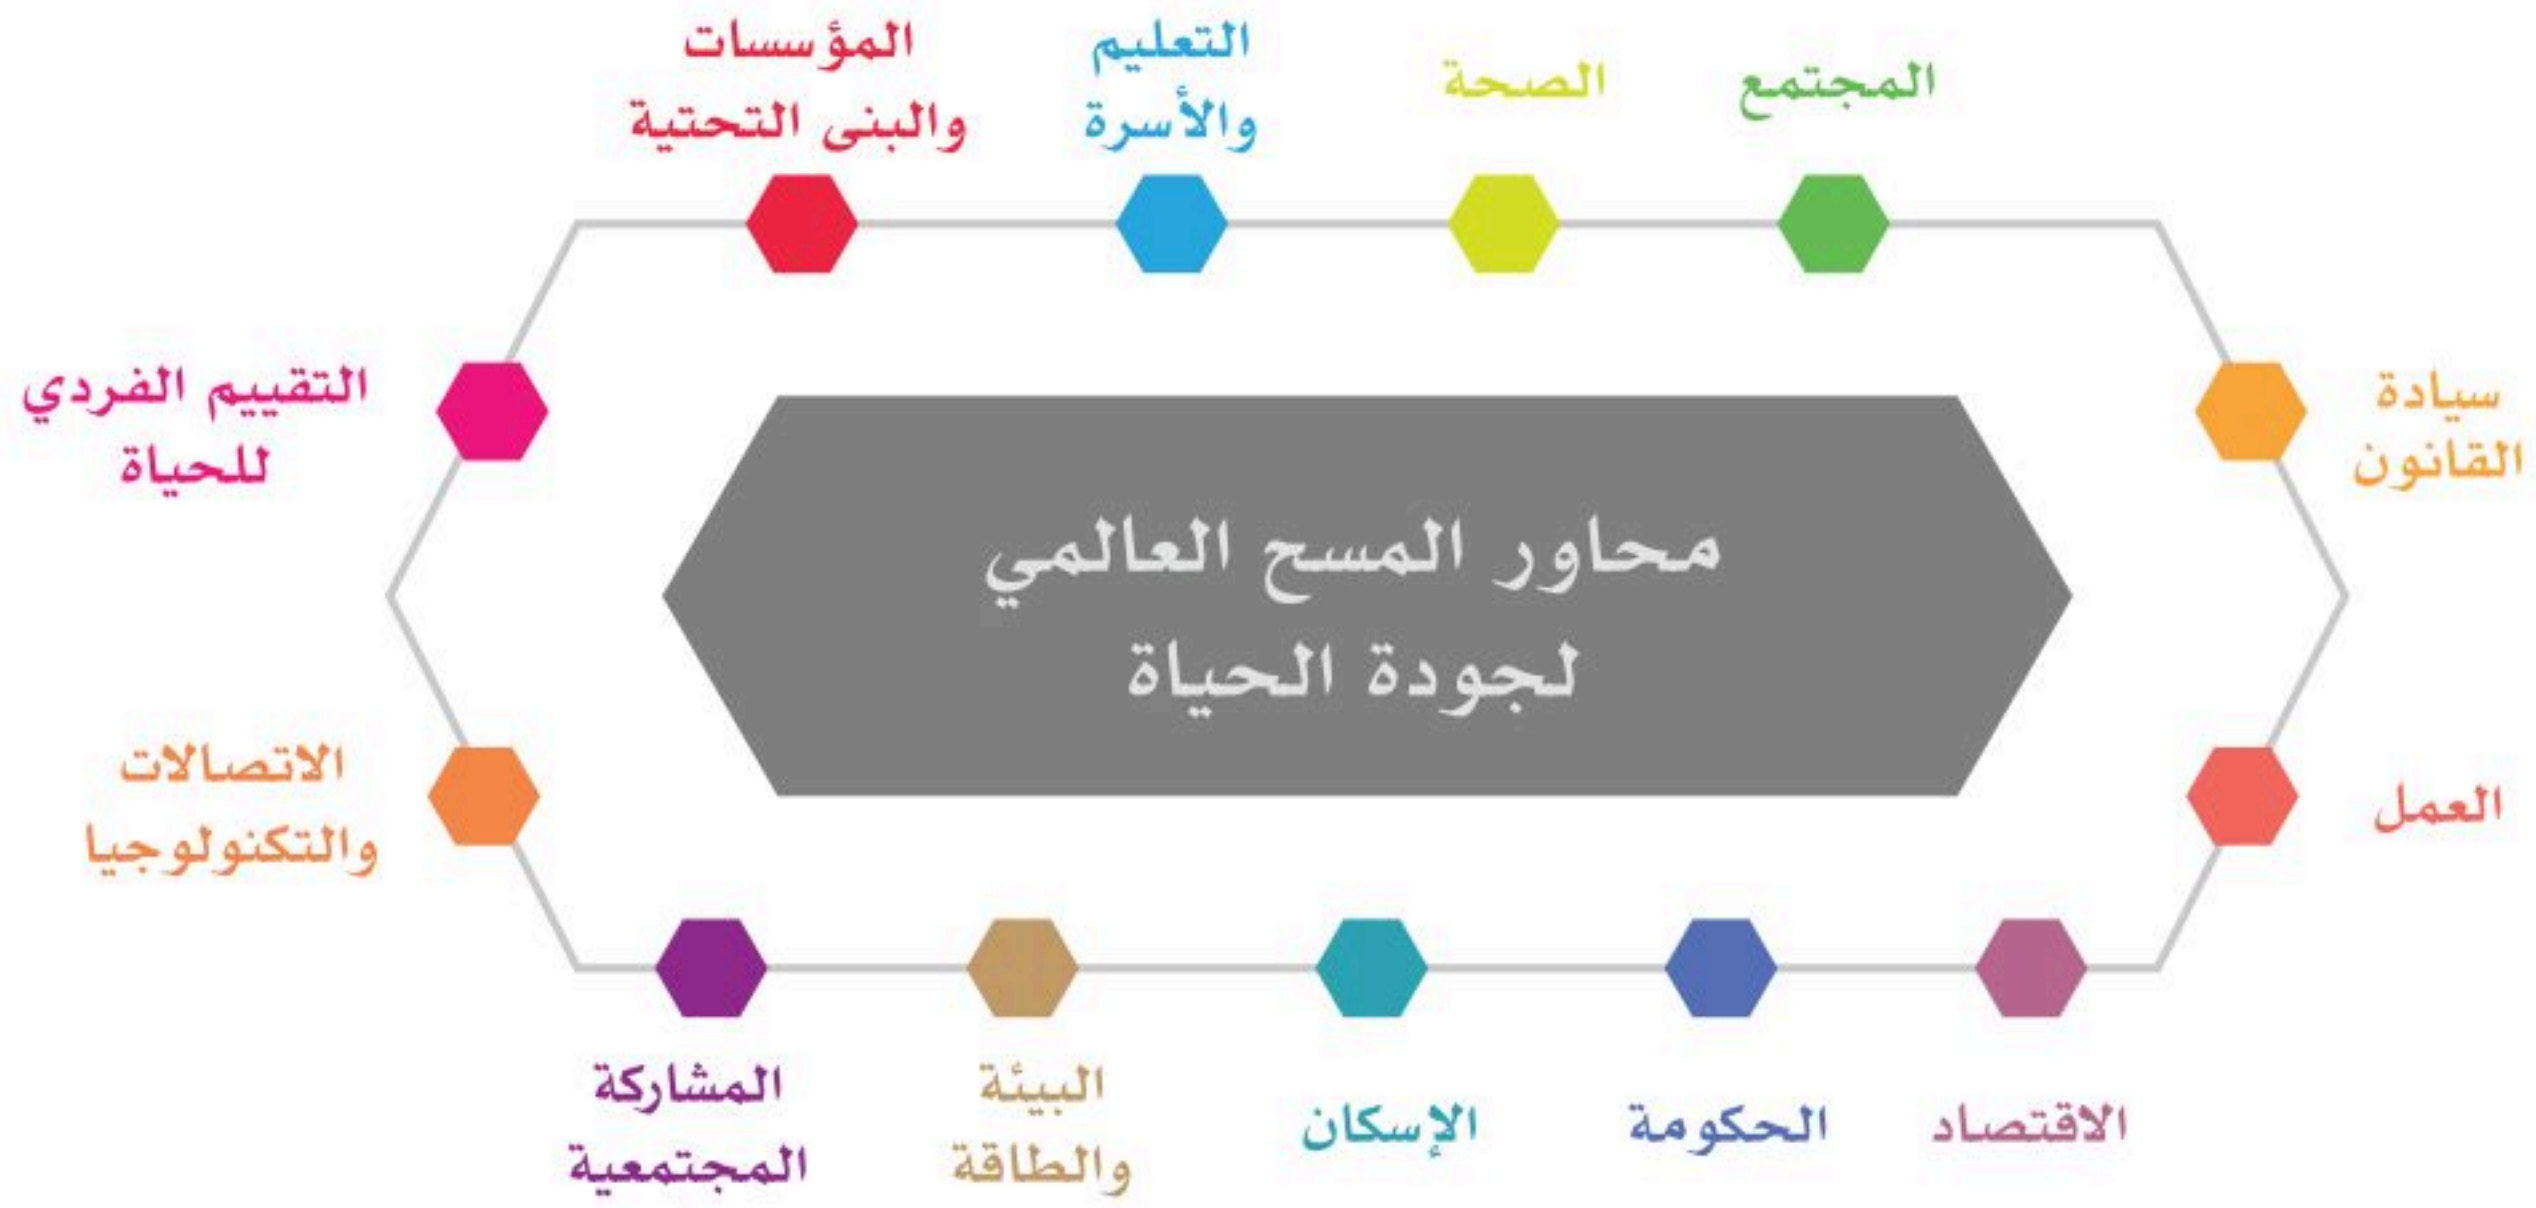 المجتمع
الصحة
التعليم
والأسرة
المؤسسات
والبنى التحتية
سيادة
القانون
التقييم الفردي
للحياة
محاور المسح العالمي
لجودة الحياة
العمل
الاتصالات
والتكنولوجيا
الاقتصاد
الحكومة
الإسكان
البيئة
والطاقة
المشاركة
المجتمعية